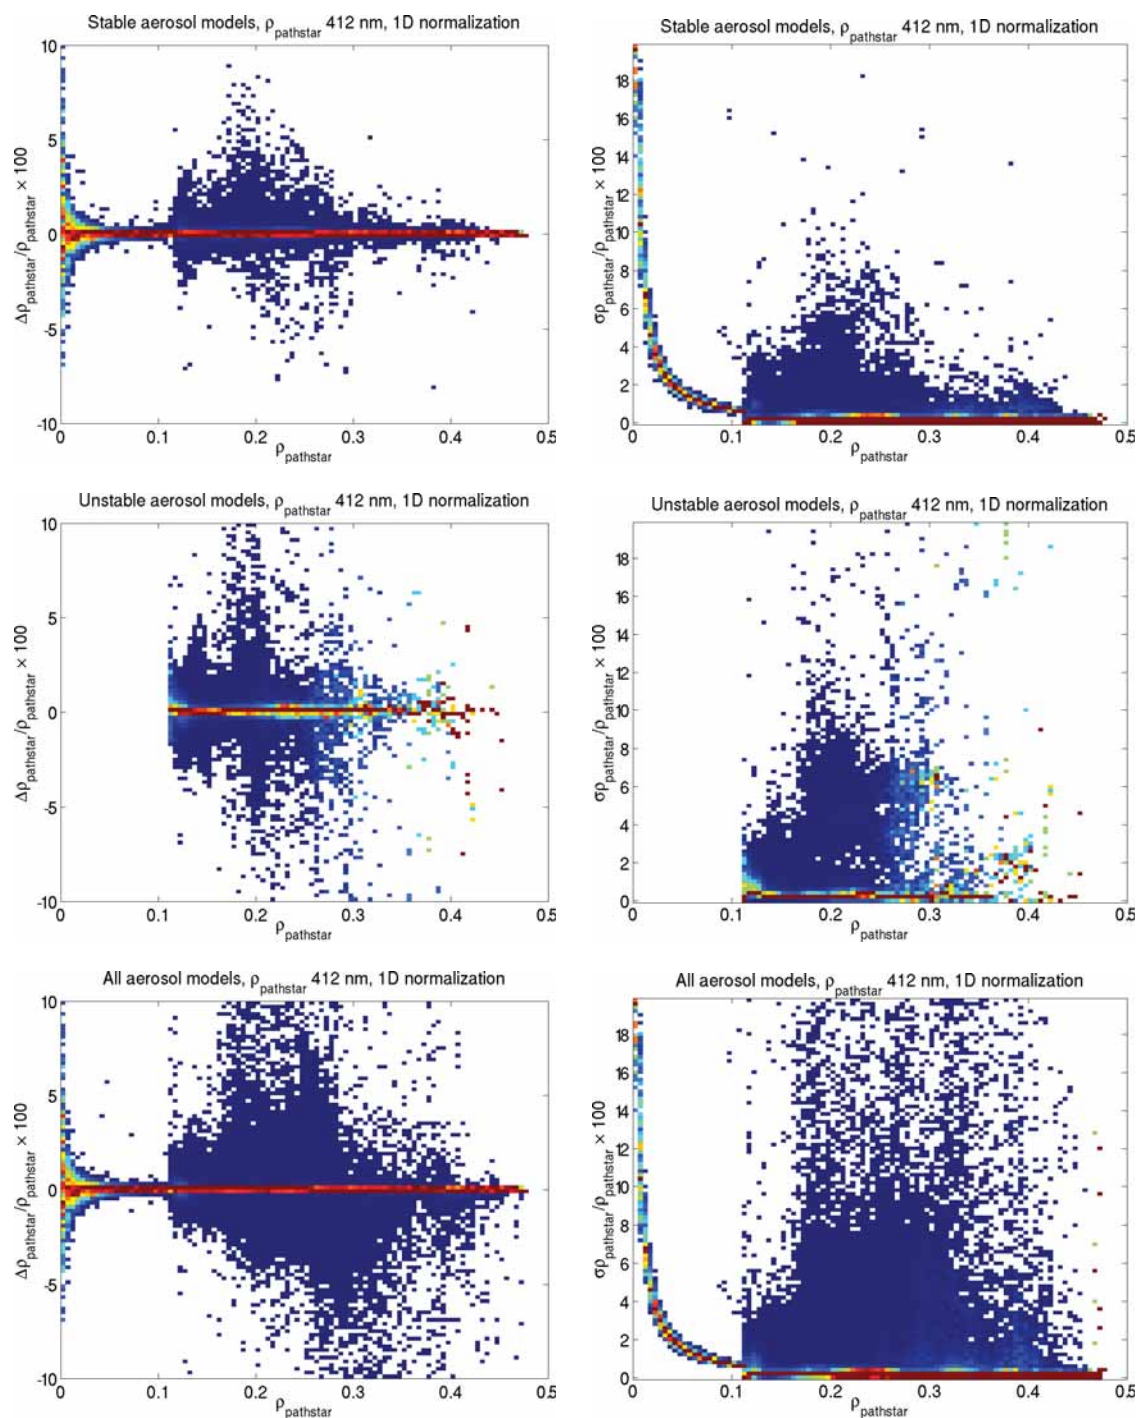 Stable aerosol models, ρpathstar 412 nm, 1D normalization
10
5
0
-5
-10
Δρpathstar/ρpathstar × 100
0 0.1 0.2 0.3 0.4 0.5
ρpathstar
Stable aerosol models, ρpathstar 412 nm, 1D normalization
18
16
14
12
10
8
6
4
2
0
σρpathstar/ρpathstar × 100
0 0.1 0.2 0.3 0.4 0.5
ρpathstar
Unstable aerosol models, ρpathstar 412 nm, 1D normalization
10
5
0
-5
-10
Δρpathstar/ρpathstar × 100
0 0.1 0.2 0.3 0.4 0.5
ρpathstar
Unstable aerosol models, ρpathstar 412 nm, 1D normalization
18
16
14
12
10
8
6
4
2
0
σρpathstar/ρpathstar × 100
0 0.1 0.2 0.3 0.4 0.5
ρpathstar
All aerosol models, ρpathstar 412 nm, 1D normalization
10
5
0
-5
-10
Δρpathstar/ρpathstar × 100
0 0.1 0.2 0.3 0.4 0.5
ρpathstar
All aerosol models, ρpathstar 412 nm, 1D normalization
18
16
14
12
10
8
6
4
2
0
σρpathstar/ρpathstar × 100
0 0.1 0.2 0.3 0.4 0.5
ρpathstar